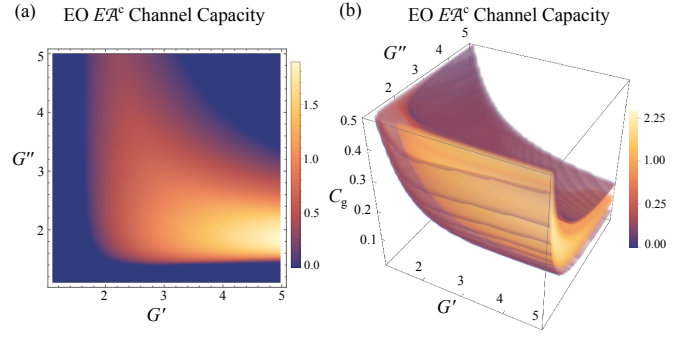 (a) EO EA^c Channel Capacity
5
4
G″ 3
2
2 3 4 5
G′
1.5
1.0
0.5
0.0
(b) EO EA^c Channel Capacity
G″
2 3 4 5
0.5
0.4
0.3
C_g 0.2
0.1
2 3 4 5
G′
2.25
1.00
0.25
0.00